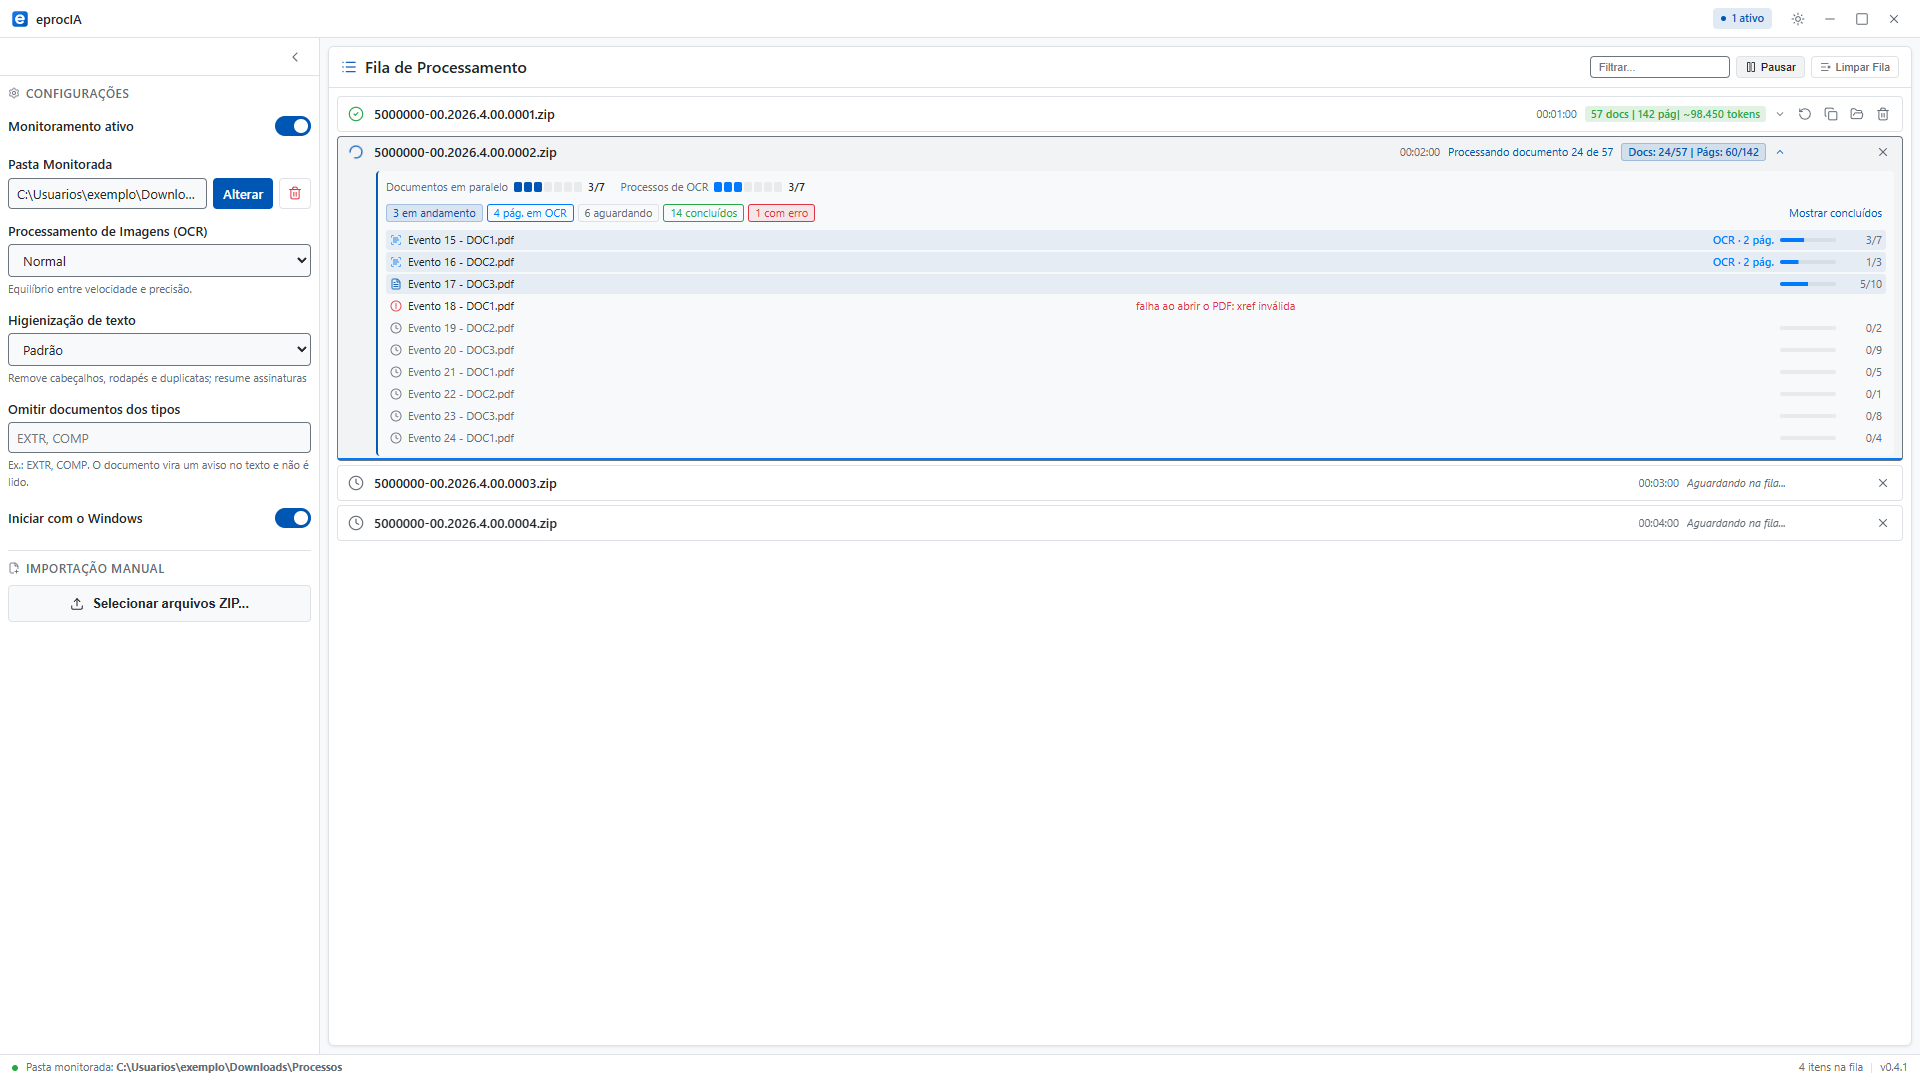 eprocIA
1 ativo
CONFIGURAÇÕES
Monitoramento ativo
Pasta Monitorada
C:\Usuarios\exemplo\Downlo...
Alterar
Processamento de Imagens (OCR)
Normal
Equilíbrio entre velocidade e precisão.
Higienização de texto
Padrão
Remove cabeçalhos, rodapés e duplicatas; resume assinaturas
Omitir documentos dos tipos
EXTR, COMP
Ex.: EXTR, COMP. O documento vira um aviso no texto e não é
lido.
Iniciar com o Windows
IMPORTAÇÃO MANUAL
Selecionar arquivos ZIP...
Fila de Processamento
Filtrar...
Pausar
Limpar Fila
5000000-00.2026.4.00.0001.zip
00:01:00
57 docs | 142 pág| ~98.450 tokens
5000000-00.2026.4.00.0002.zip
00:02:00
Processando documento 24 de 57
Docs: 24/57 | Págs: 60/142
Documentos em paralelo 3/7 Processos de OCR 3/7
3 em andamento
4 pág. em OCR
6 aguardando
14 concluídos
1 com erro
Mostrar concluídos
Evento 15 - DOC1.pdf OCR · 2 pág. 3/7
Evento 16 - DOC2.pdf OCR · 2 pág. 1/3
Evento 17 - DOC3.pdf 5/10
Evento 18 - DOC1.pdf falha ao abrir o PDF: xref inválida
Evento 19 - DOC2.pdf 0/2
Evento 20 - DOC3.pdf 0/9
Evento 21 - DOC1.pdf 0/5
Evento 22 - DOC2.pdf 0/1
Evento 23 - DOC3.pdf 0/8
Evento 24 - DOC1.pdf 0/4
5000000-00.2026.4.00.0003.zip
00:03:00
Aguardando na fila...
5000000-00.2026.4.00.0004.zip
00:04:00
Aguardando na fila...
Pasta monitorada: C:\Usuarios\exemplo\Downloads\Processos
4 itens na fila
v0.4.1